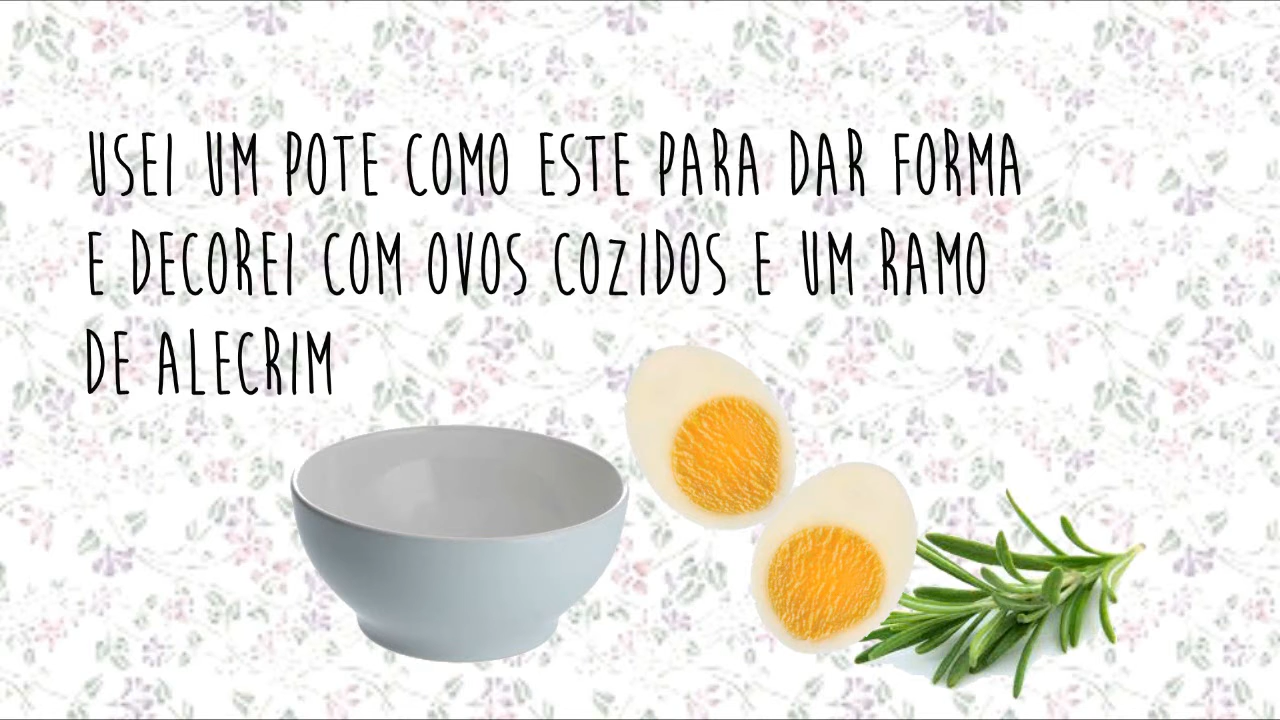 USEI UM POTE COMO ESTE PARA DAR FORMA
E DECOREI COM OVOS COZIDOS E UM RAMO
DE ALECRIM